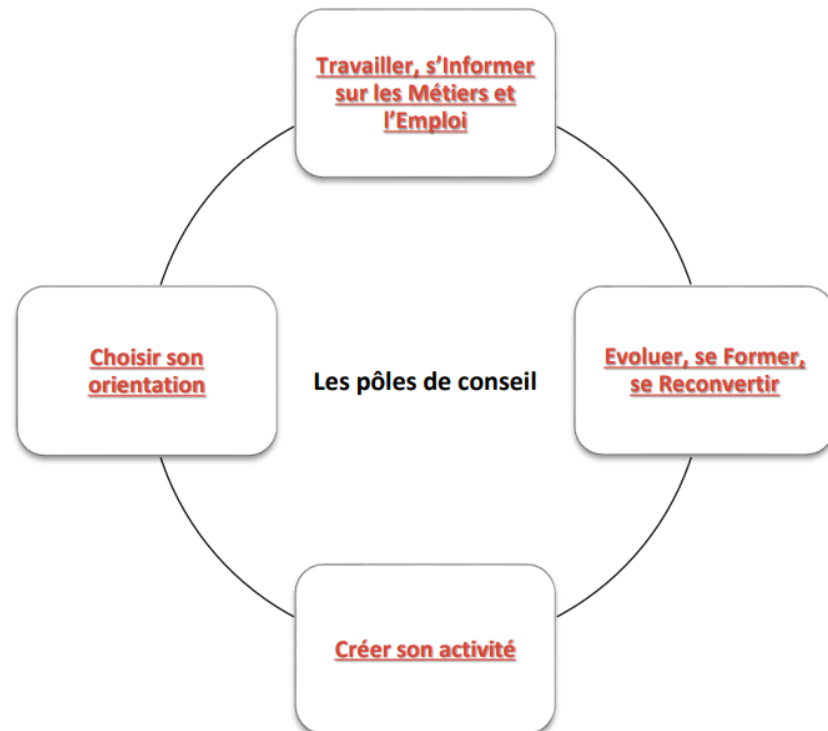 Travailler, s'Informer
sur les Métiers et
l'Emploi
Choisir son
orientation
Les pôles de conseil
Evoluer, se Former,
se Reconvertir
Créer son activité